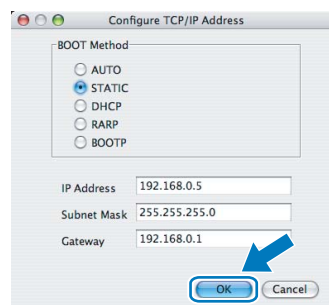 Configure TCP/IP Address
BOOT Method
AUTO
STATIC
DHCP
RARP
BOOTP
IP Address 192.168.0.5
Subnet Mask 255.255.255.0
Gateway 192.168.0.1
OK Cancel